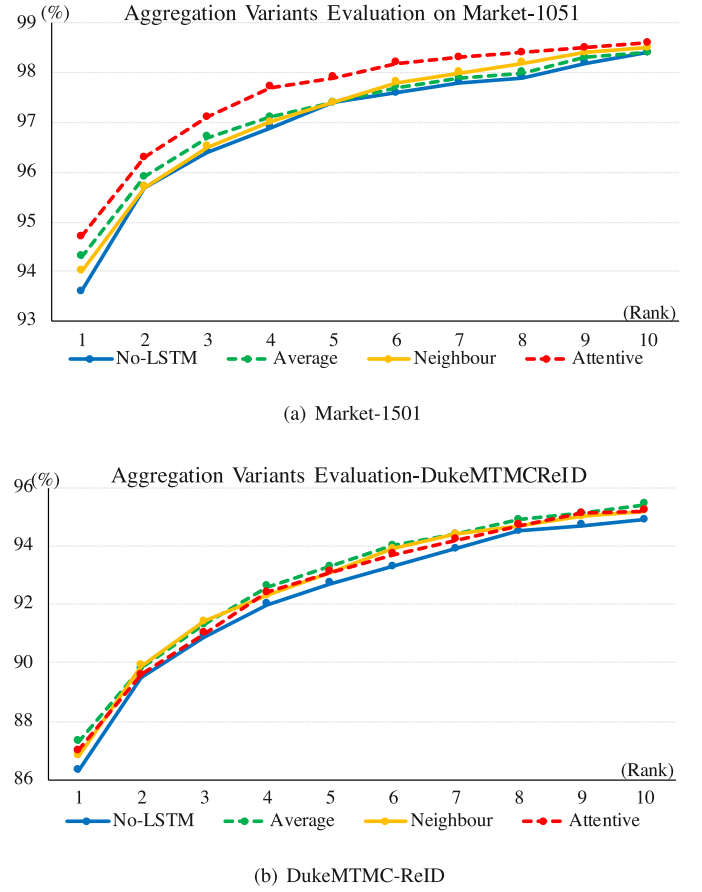 (%)
Aggregation Variants Evaluation on Market-1051
99
98
97
96
95
94
93
(Rank)
1 2 3 4 5 6 7 8 9 10
No-LSTM Average Neighbour Attentive
(a) Market-1501
Aggregation Variants Evaluation-DukeMTMCReID
96(%)
94
92
90
88
86
(Rank)
1 2 3 4 5 6 7 8 9 10
No-LSTM Average Neighbour Attentive
(b) DukeMTMC-ReID